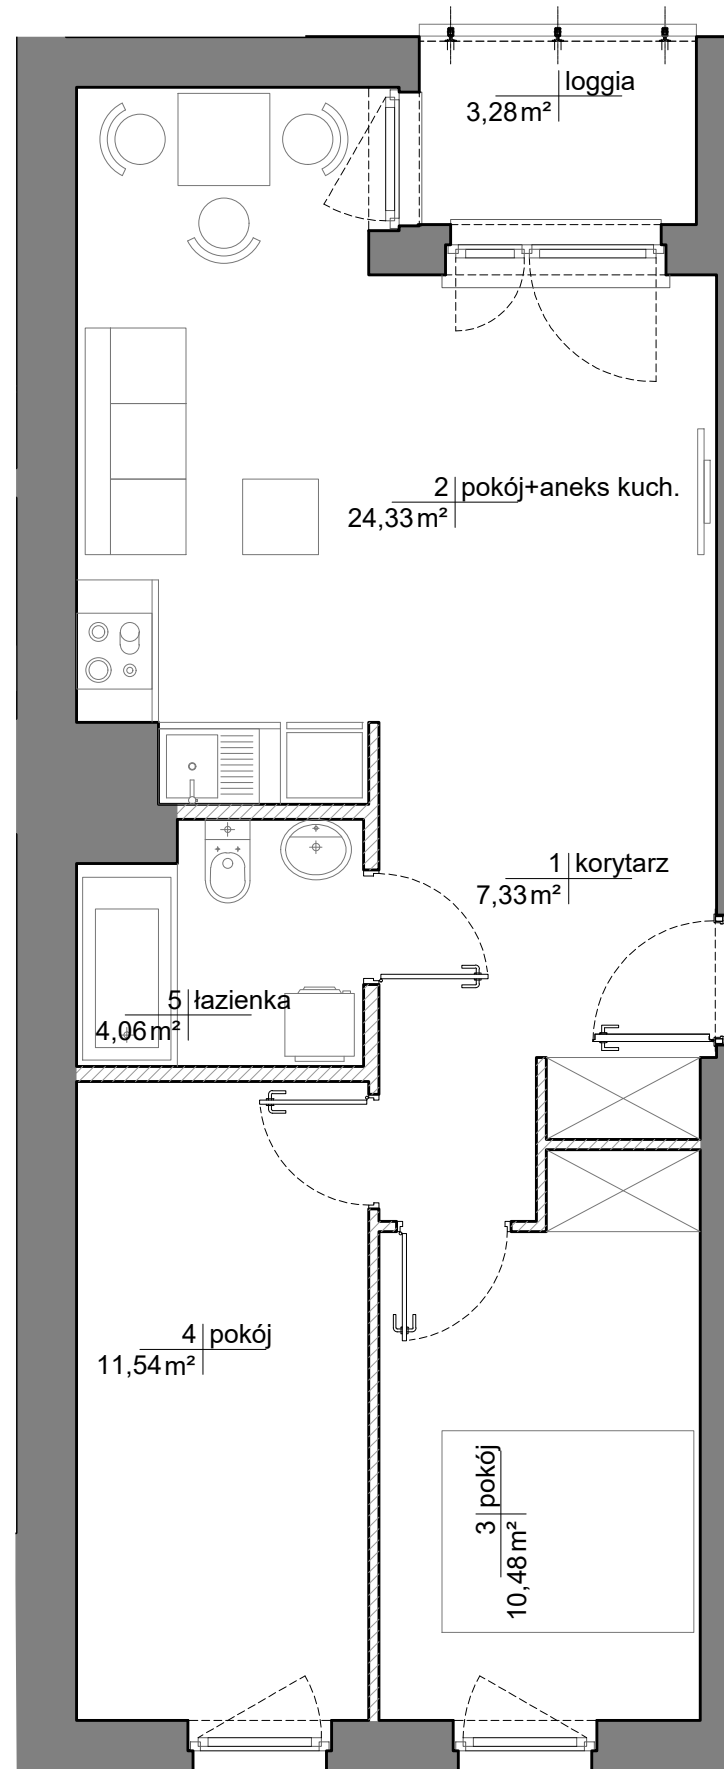 loggia
3,28 m²
2 pokój+aneks kuch.
24,33 m²
1 korytarz
7,33 m²
5 łazienka
4,06 m²
4 pokój
11,54 m²
3 pokój
10,48 m²